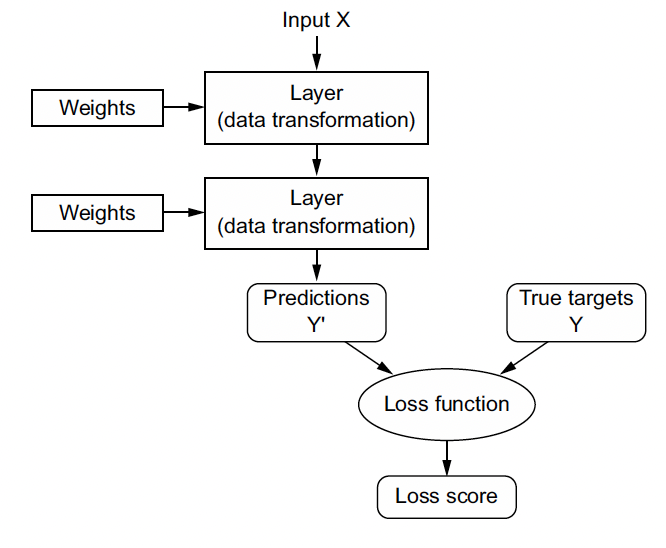 Input X
Layer
(data transformation)
Weights
Layer
(data transformation)
Weights
Predictions
Y'
True targets
Y
Loss function
Loss score